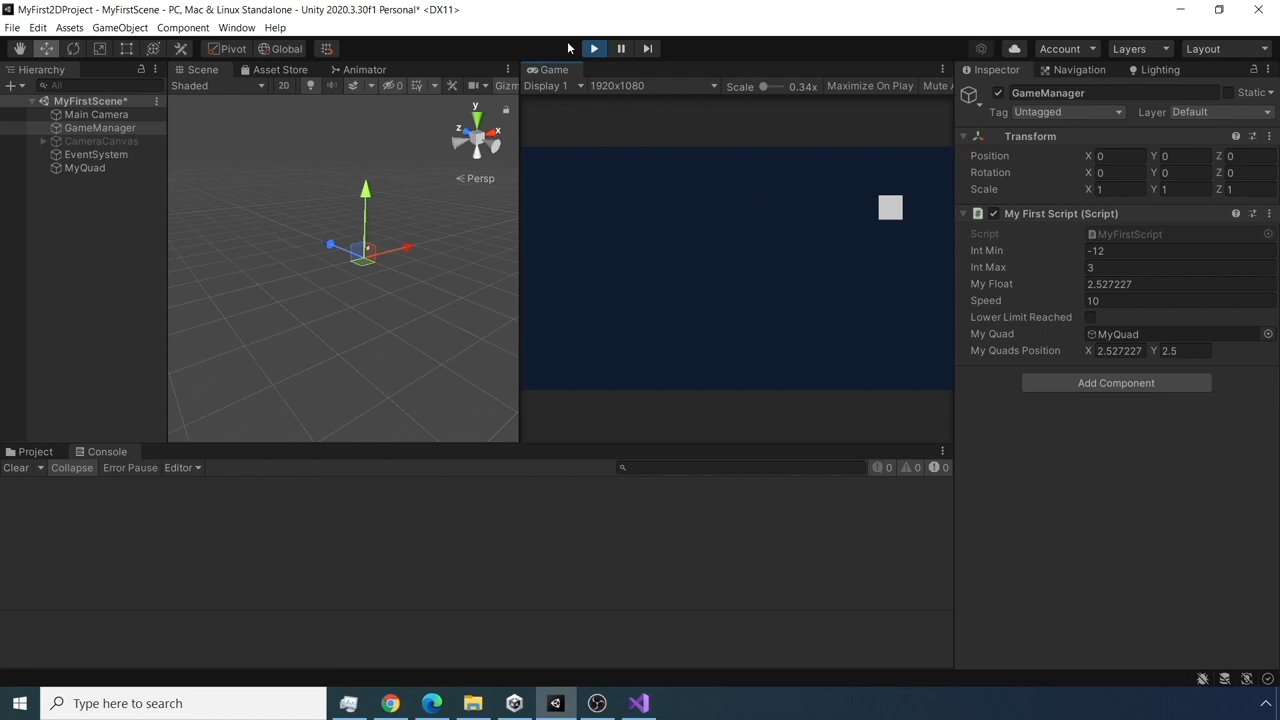 MyFirst2DProject - MyFirstScene - PC, Mac & Linux Standalone - Unity 2020.3.30f1 Personal* <DX11>
File Edit Assets GameObject Component Window Help
Pivot Global Account Layers Layout
Hierarchy Scene Asset Store Animator Game Inspector Navigation Lighting
All Shaded 2D Gizm Display 1 1920x1080 Scale 0.34x Maximize On Play Mute A
GameManager Static
MyFirstScene*
Main Camera
GameManager
CameraCanvas
EventSystem
MyQuad
y
z x
Persp
Tag Untagged Layer Default
Transform
Position X 0 Y 0 Z 0
Rotation X 0 Y 0 Z 0
Scale X 1 Y 1 Z 1
My First Script (Script)
Script MyFirstScript
Int Min -12
Int Max 3
My Float 2.527227
Speed 10
Lower Limit Reached
My Quad MyQuad
My Quads Position X 2.527227 Y 2.5
Add Component
Project Console
Clear Collapse Error Pause Editor 0 0 0
Type here to search